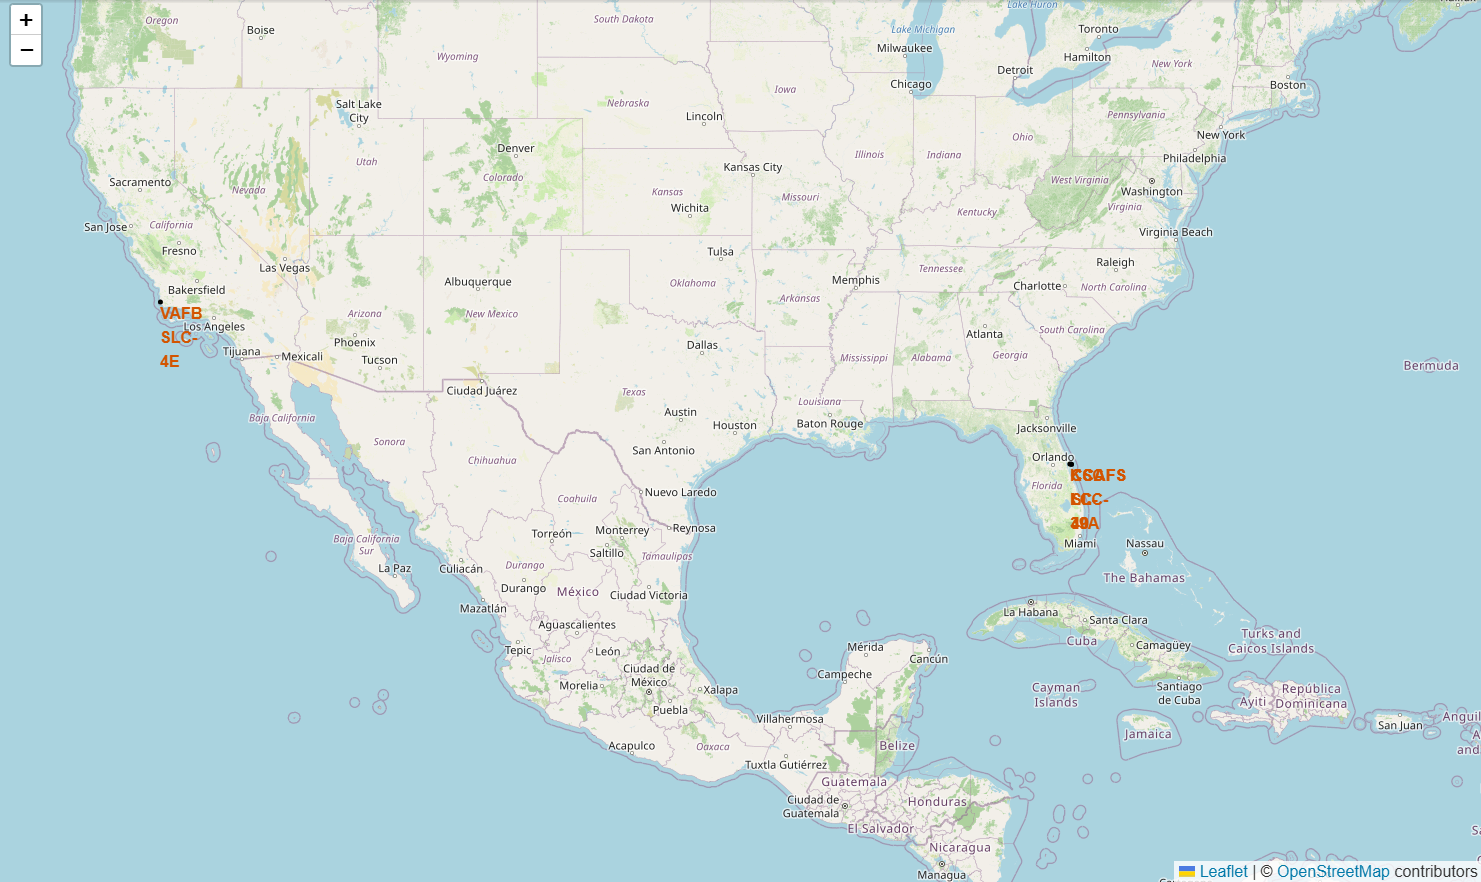 +
−
Oregon
Boise
South Dakota
Lake Huron
Lake Michigan
Toronto
Milwaukee
Hamilton
Wyoming
New York
Detroit
Chicago
Boston
Iowa
Salt Lake
City
Nebraska
Lincoln
Pennsylvania
New York
Ohio
Denver
Illinois
Indiana
Philadelphia
Utah
Kansas City
Colorado
Sacramento
Nevada
Kansas
Missouri
West Virginia
Washington
Wichita
Kentucky
Virginia
San Jose
California
Virginia Beach
Fresno
Tulsa
Las Vegas
Raleigh
Tennessee
Albuquerque
Oklahoma
Memphis
Bakersfield
Charlotte
North Carolina
Arkansas
VAFB
SLC-
4E
Arizona
New Mexico
Los Angeles
South Carolina
Atlanta
Phoenix
Dallas
Tijuana
Mexicali
Tucson
Mississippi
Alabama
Georgia
Bermuda
Ciudad Juárez
Texas
Louisiana
Austin
Baja California
Houston
Baton Rouge
Jacksonville
Sonora
San Antonio
Chihuahua
Orlando
Florida
Nuevo Laredo
Coahuila
Reynosa
Torreón
Monterrey
Baja California
Sur
Saltillo
Tamaulipas
Miami
Nassau
La Paz
Culiacán
Durango
The Bahamas
Durango
México
Ciudad Victoria
Mazatlán
La Habana
Santa Clara
Aguascalientes
Cuba
Turks and
Caicos Islands
Tepic
Jalisco
León
Mérida
Camagüey
Cancún
Ciudad de
México
Campeche
Morelia
Xalapa
Cayman
Islands
Santiago
de Cuba
República
Dominicana
Ayiti
Puebla
Villahermosa
San Juan
Jamaica
Acapulco
Oaxaca
Belize
Tuxtla Gutiérrez
Guatemala
Ciudad de
Guatemala
Honduras
El Salvador
Nicaragua
Managua
Leaflet | © OpenStreetMap contributors